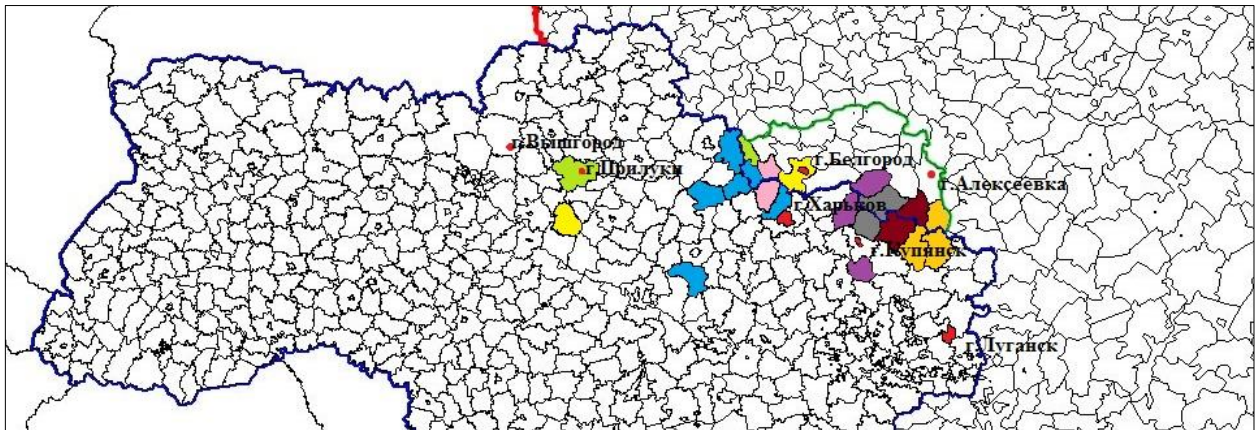 г.Вышгород
г.Прилуки
г.Белгород
г.Алексеевка
г.Харьков
г.Купянск
г.Луганск